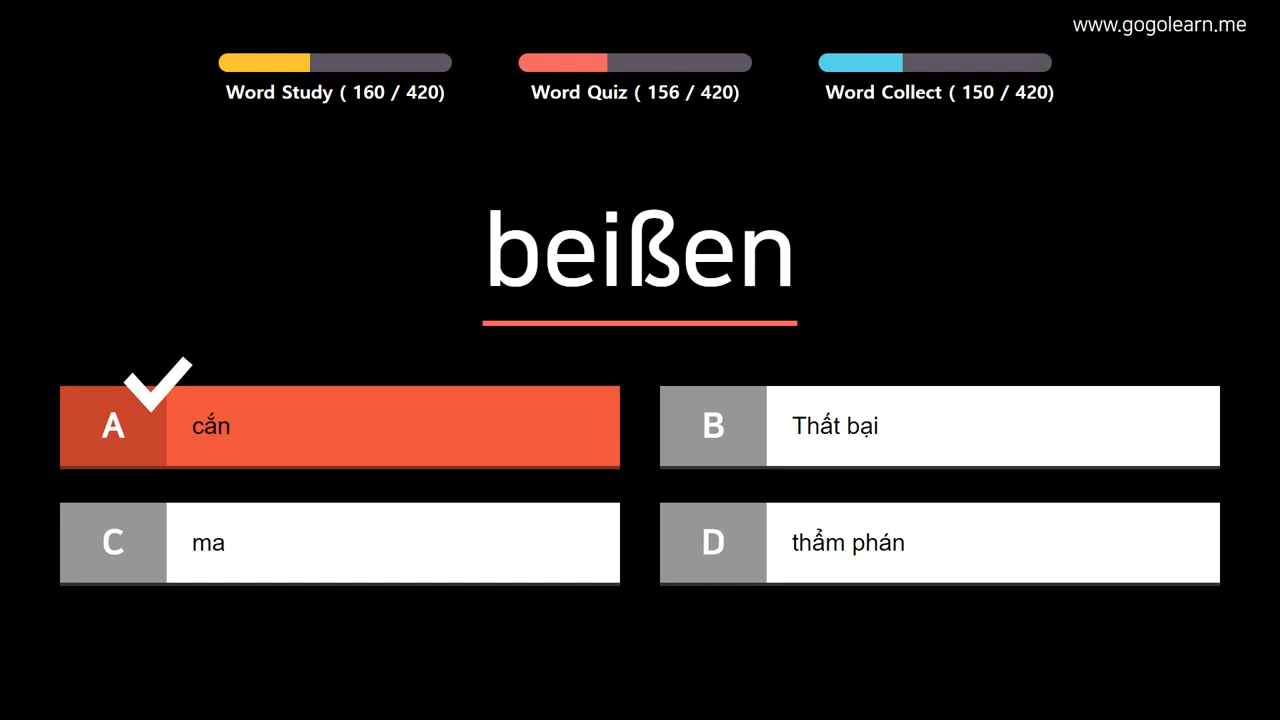 www.gogolearn.me
Word Study ( 160 / 420)
Word Quiz ( 156 / 420)
Word Collect ( 150 / 420)
beißen
A cắn
B Thất bại
C ma
D thẩm phán